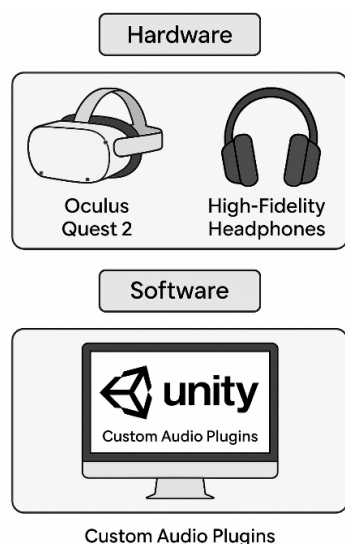 Hardware
Oculus
Quest 2
High-Fidelity
Headphones
Software
unity
Custom Audio Plugins
Custom Audio Plugins